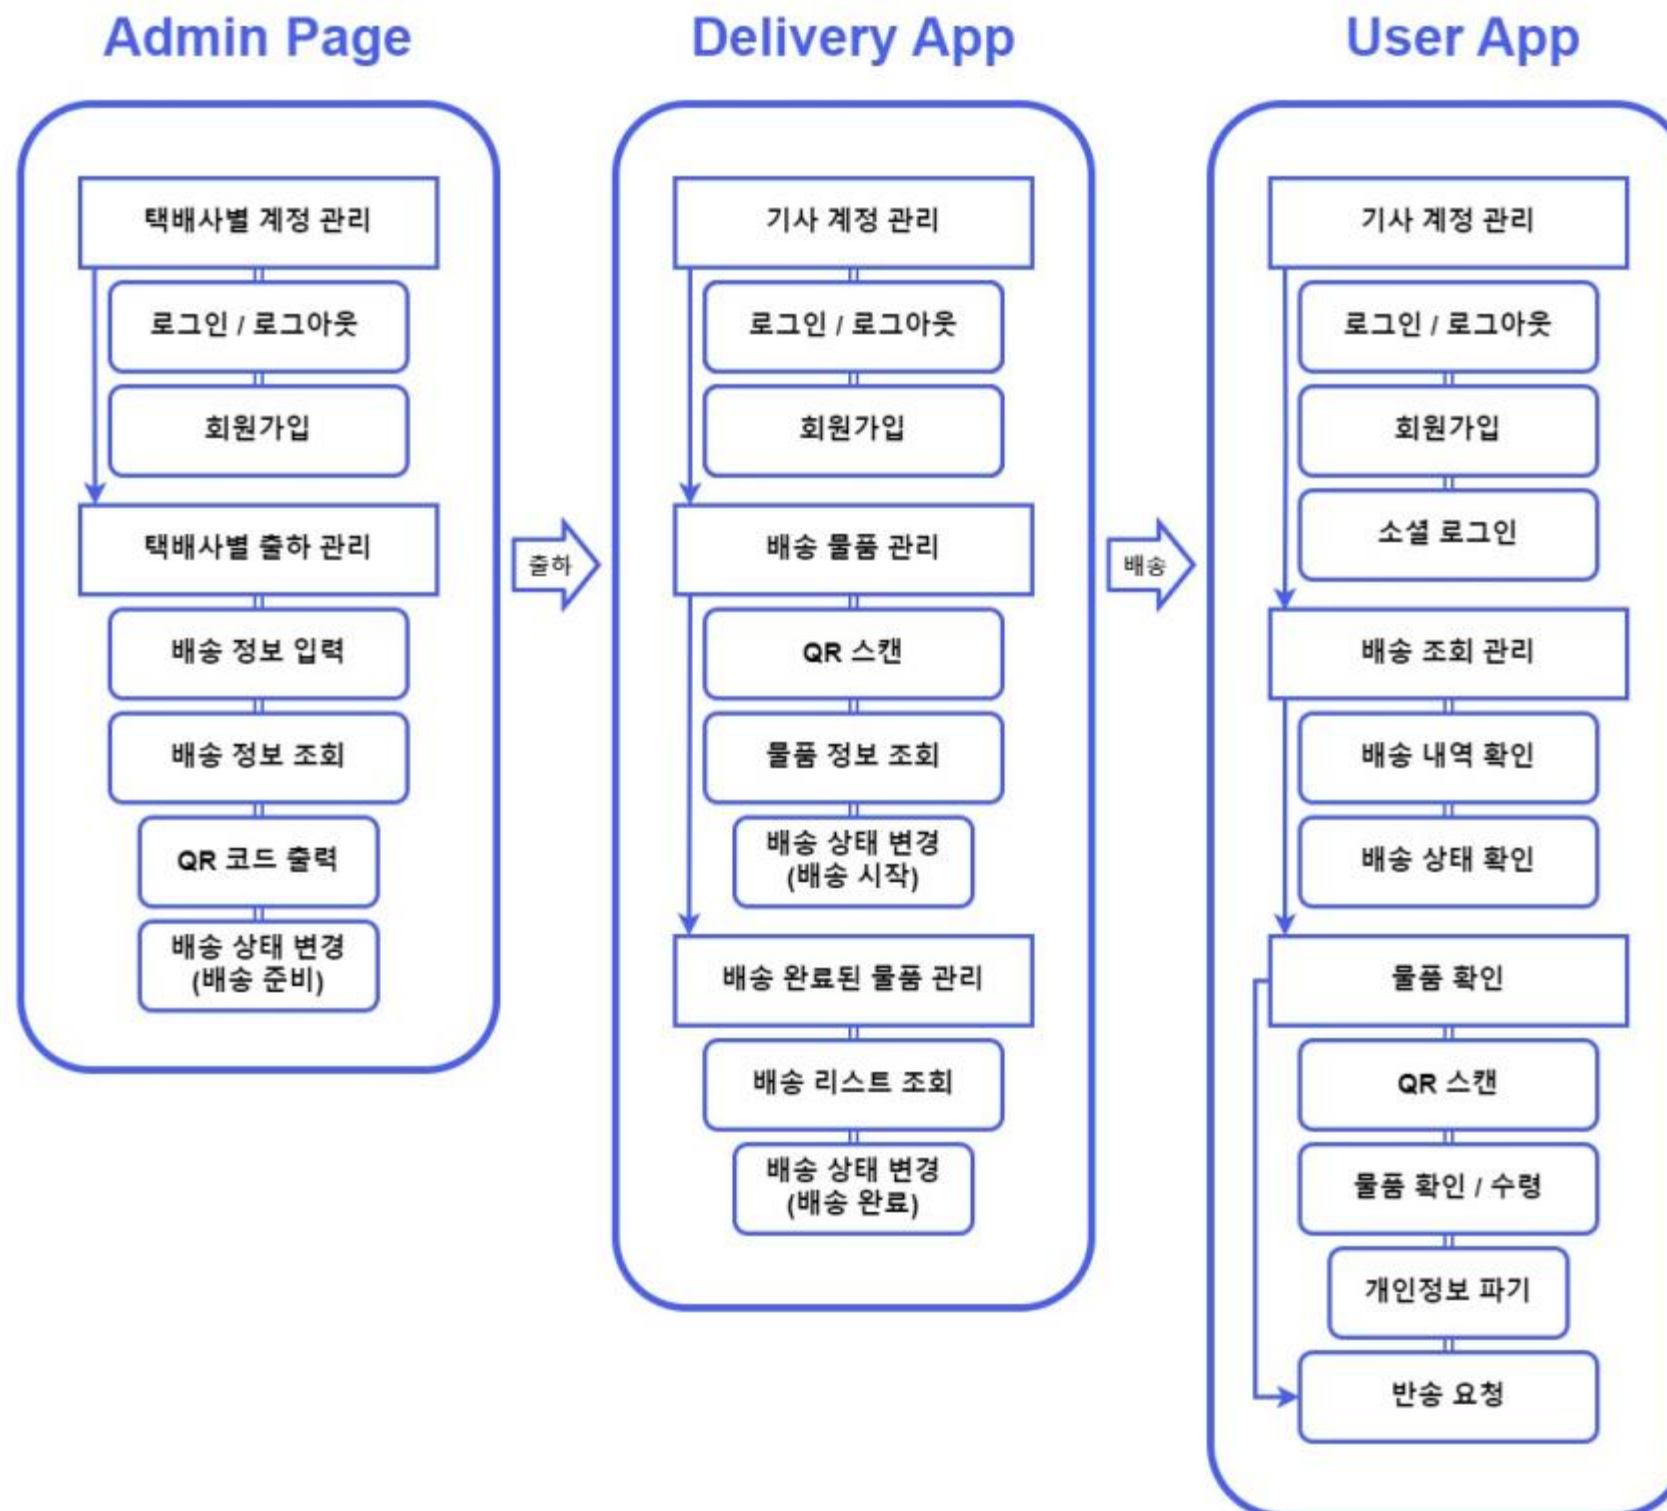 Admin Page
택배사별 계정 관리
로그인 / 로그아웃
회원가입
택배사별 출하 관리
배송 정보 입력
배송 정보 조회
QR 코드 출력
배송 상태 변경
(배송 준비)
출하
Delivery App
기사 계정 관리
로그인 / 로그아웃
회원가입
배송 물품 관리
QR 스캔
물품 정보 조회
배송 상태 변경
(배송 시작)
배송 완료된 물품 관리
배송 리스트 조회
배송 상태 변경
(배송 완료)
배송
User App
기사 계정 관리
로그인 / 로그아웃
회원가입
소셜 로그인
배송 조회 관리
배송 내역 확인
배송 상태 확인
물품 확인
QR 스캔
물품 확인 / 수령
개인정보 파기
반송 요청